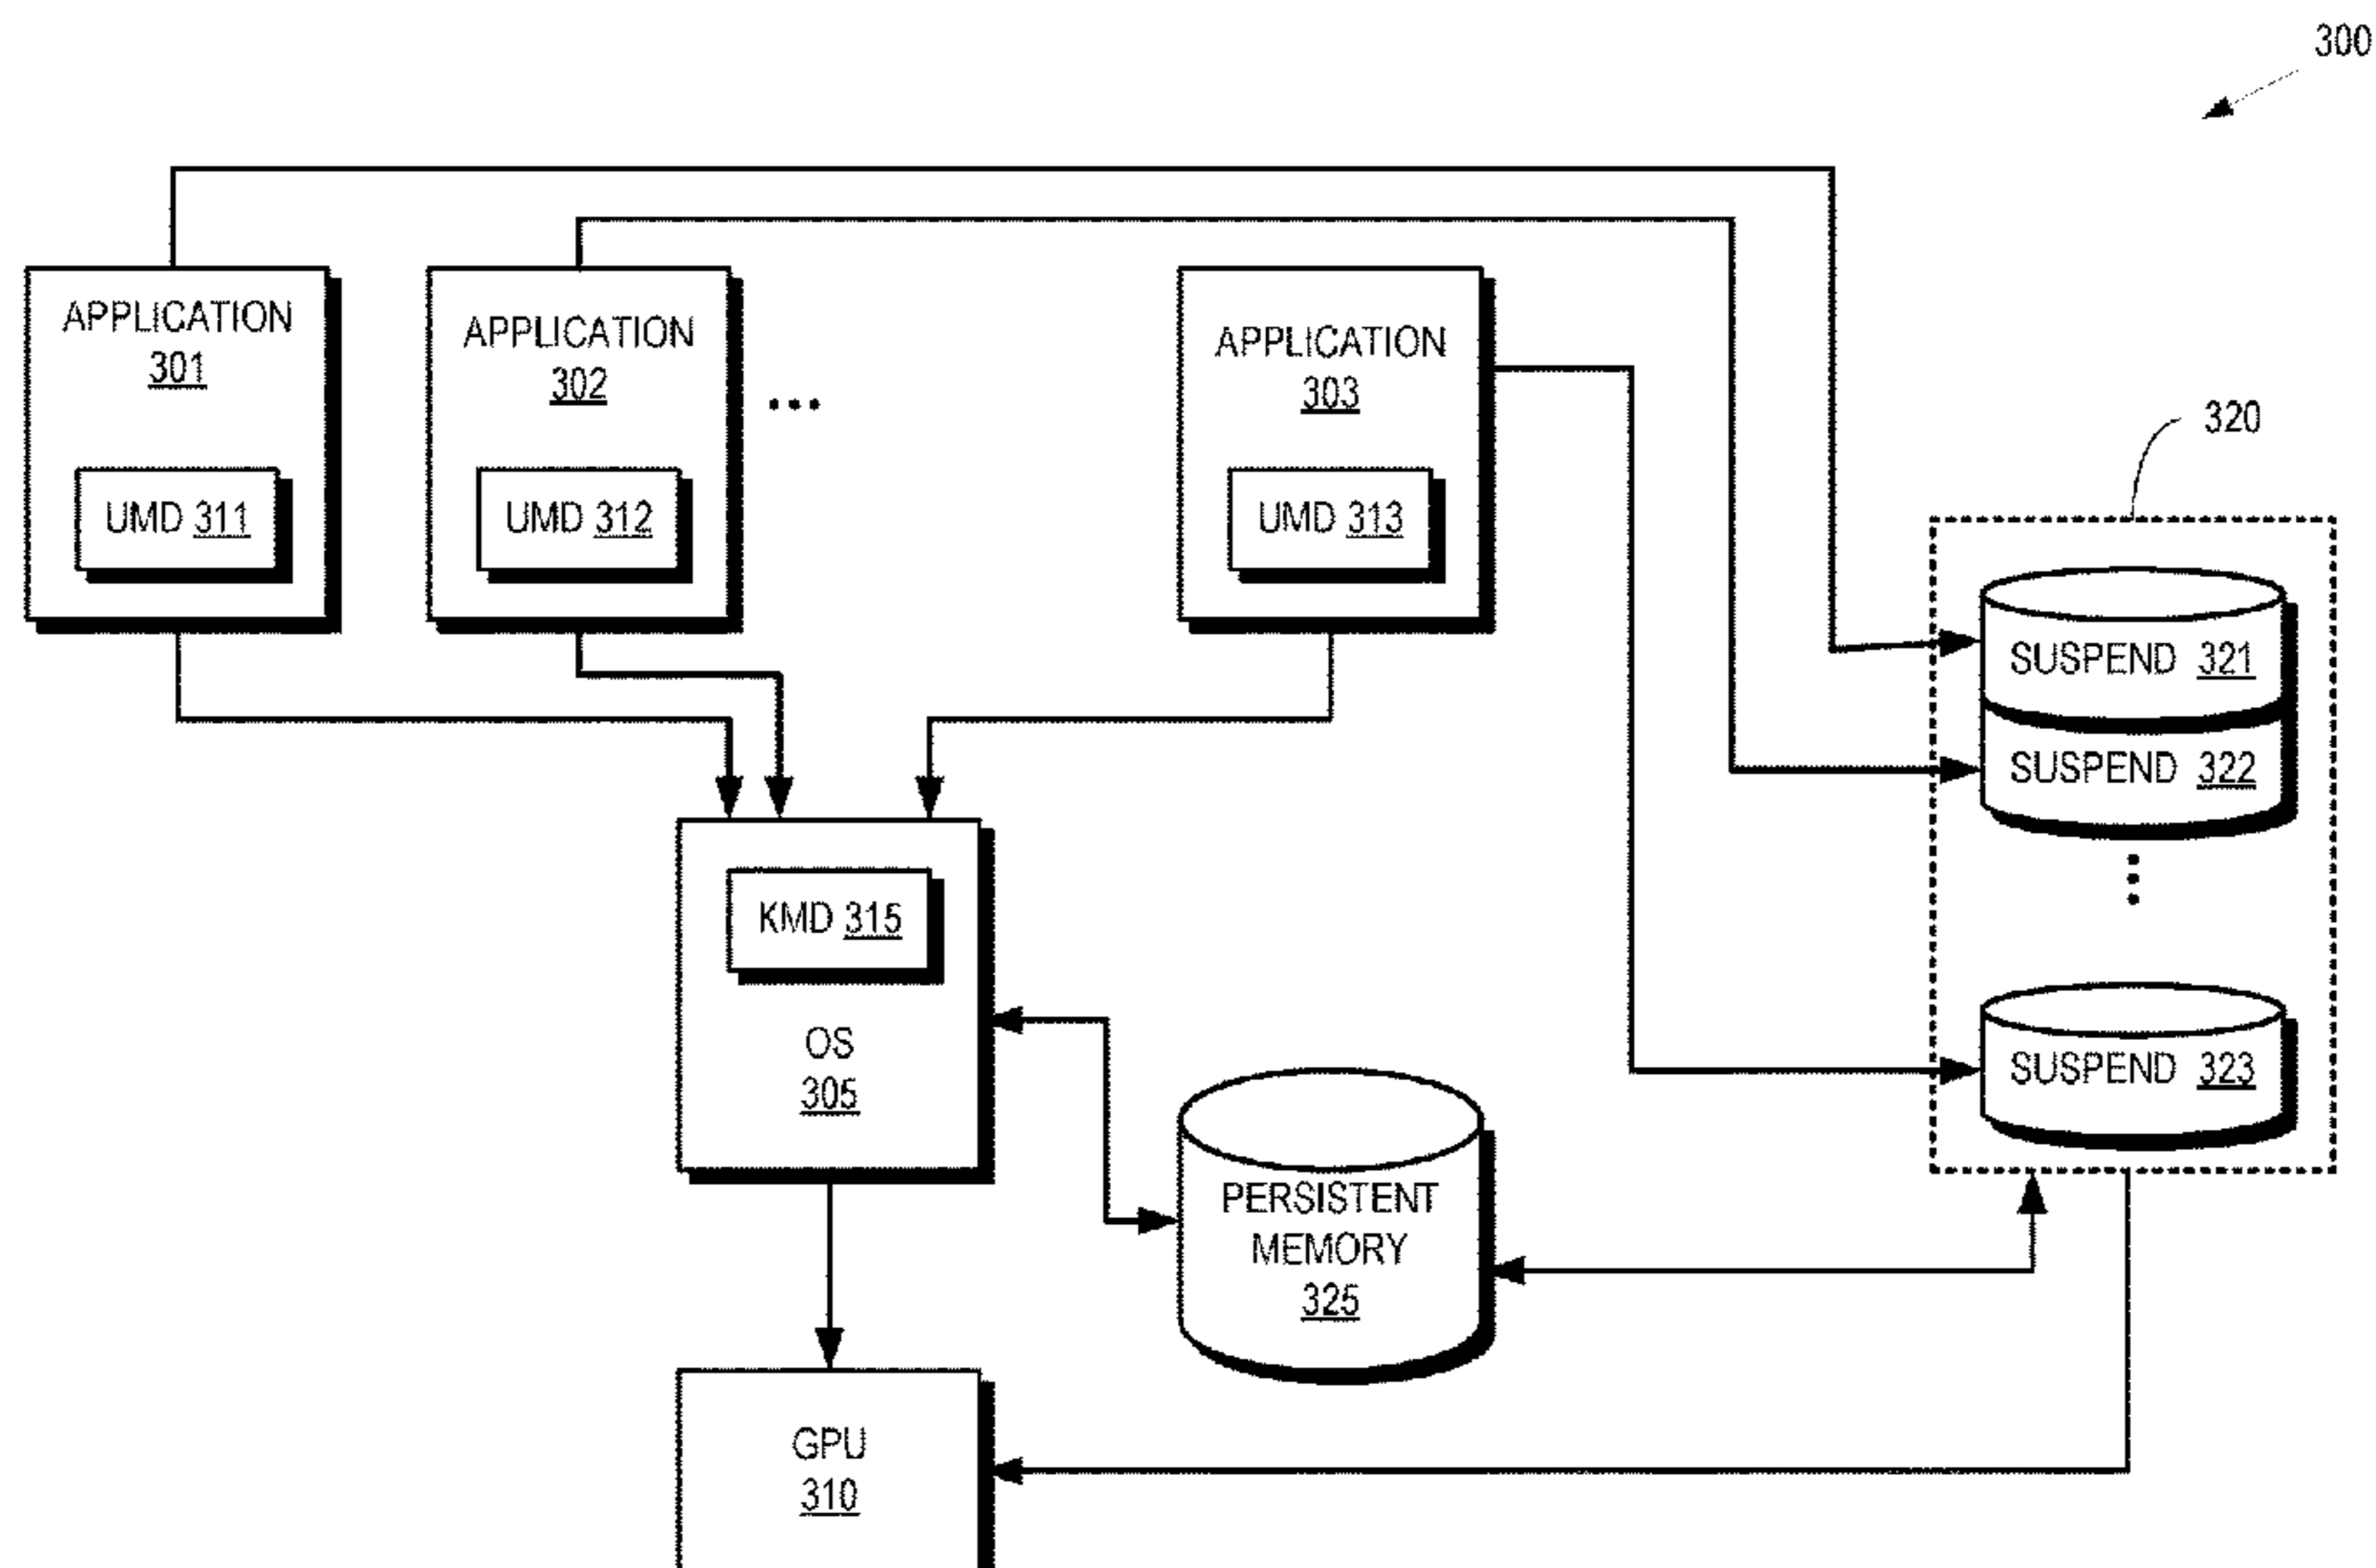 300
APPLICATION
301
UMD 311
APPLICATION
302
UMD 312
...
APPLICATION
303
UMD 313
320
SUSPEND 321
SUSPEND 322
SUSPEND 323
KMD 315
OS
305
PERSISTENT
MEMORY
325
GPU
310